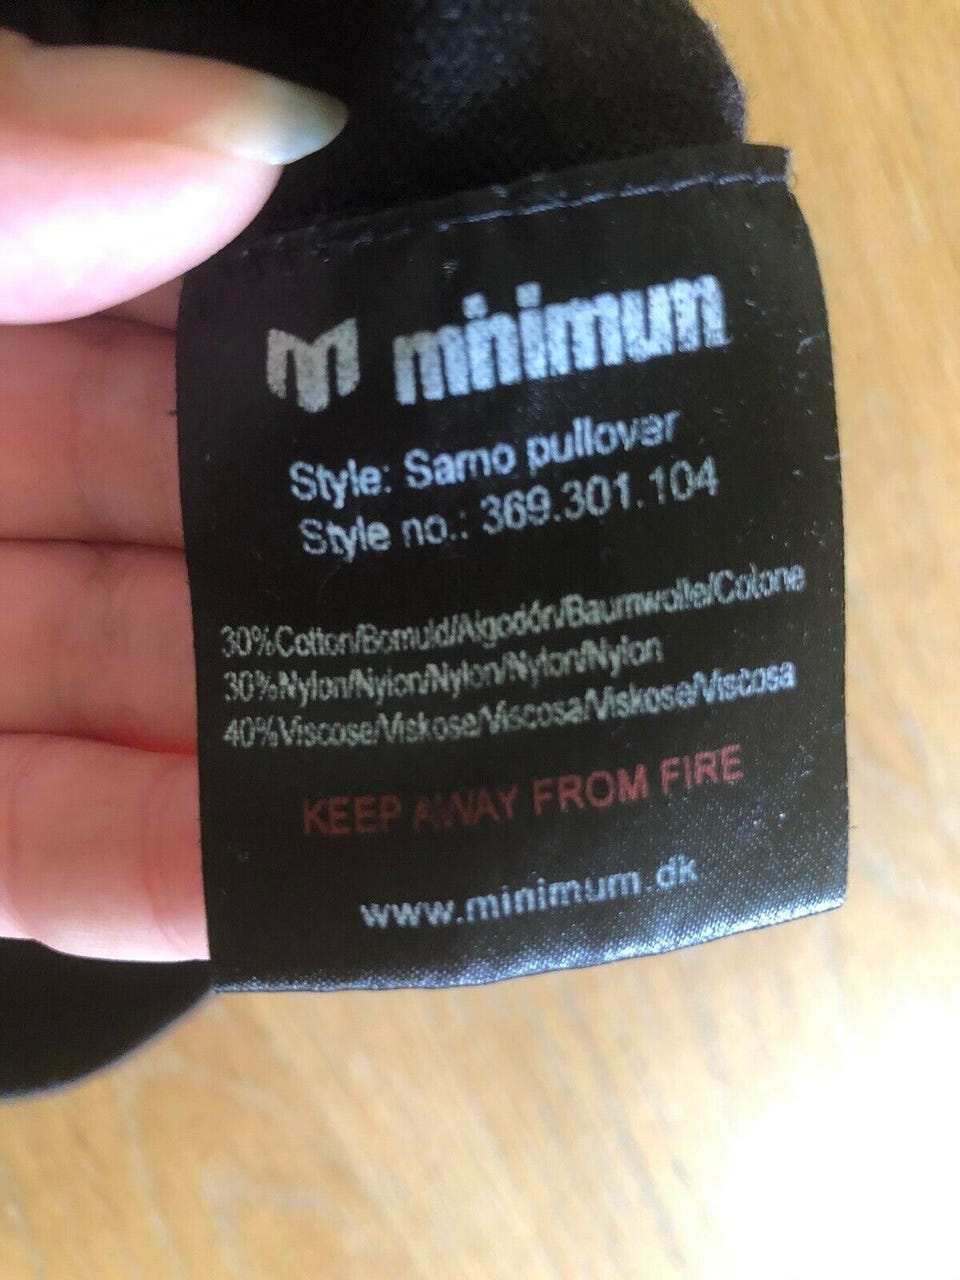 minimum
Style: Samo pullover
Style no.: 369.301.104
30%Cotton/Bomuld/Algodón/Baumwolle/Cotone
30%Nylon/Nylon/Nylon/Nylon/Nylon
40%Viscose/Viskose/Viscosa/Viskose/Viscosa
KEEP AWAY FROM FIRE
www.minimum.dk